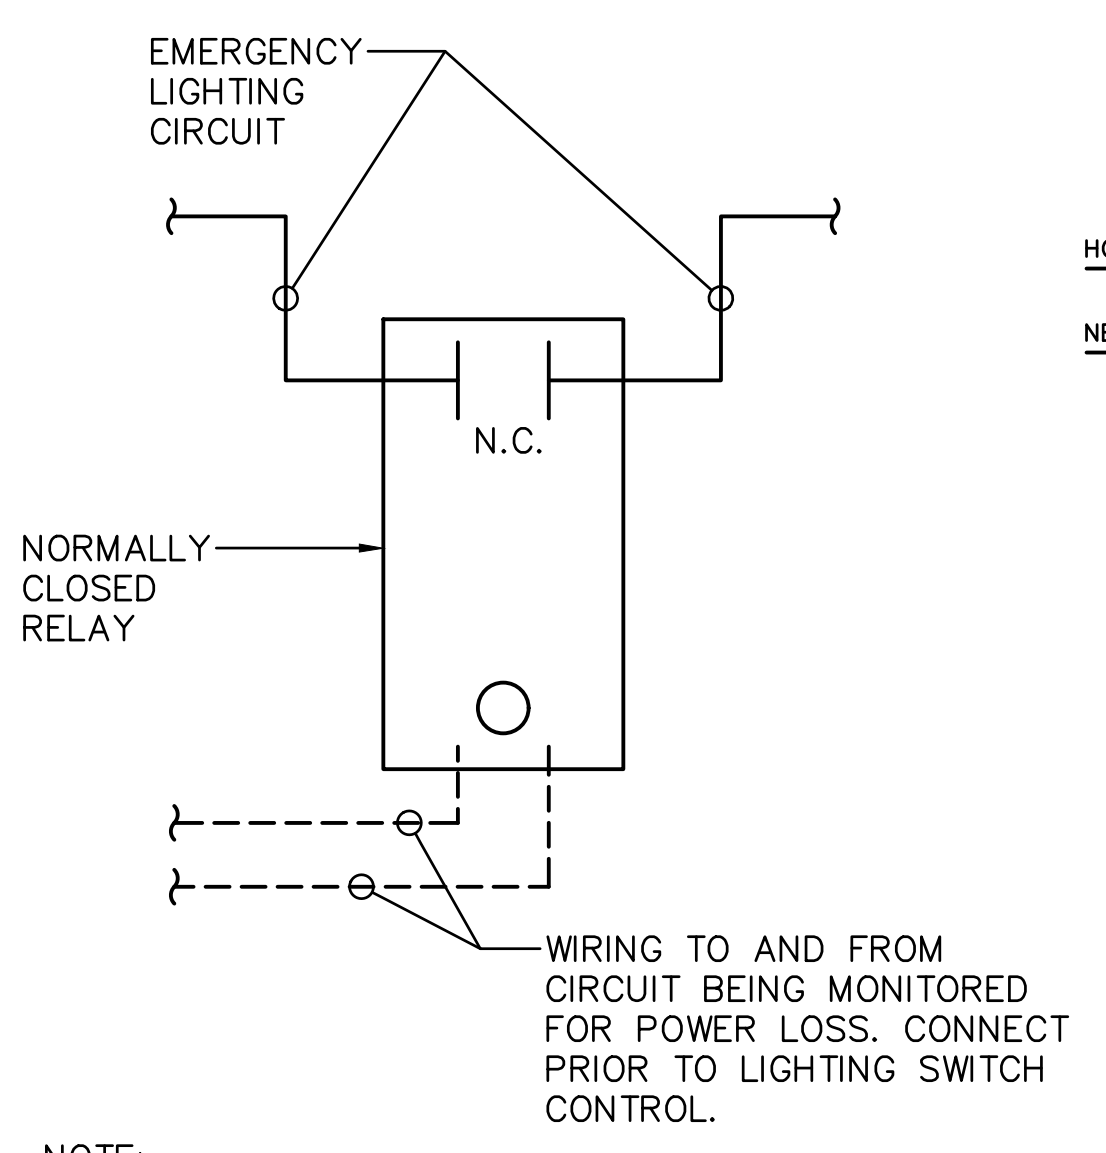 EMERGENCY
LIGHTING
CIRCUIT
N.C.
NORMALLY
CLOSED
RELAY
WIRING TO AND FROM
CIRCUIT BEING MONITORED
FOR POWER LOSS. CONNECT
PRIOR TO LIGHTING SWITCH
CONTROL.
NOTE: